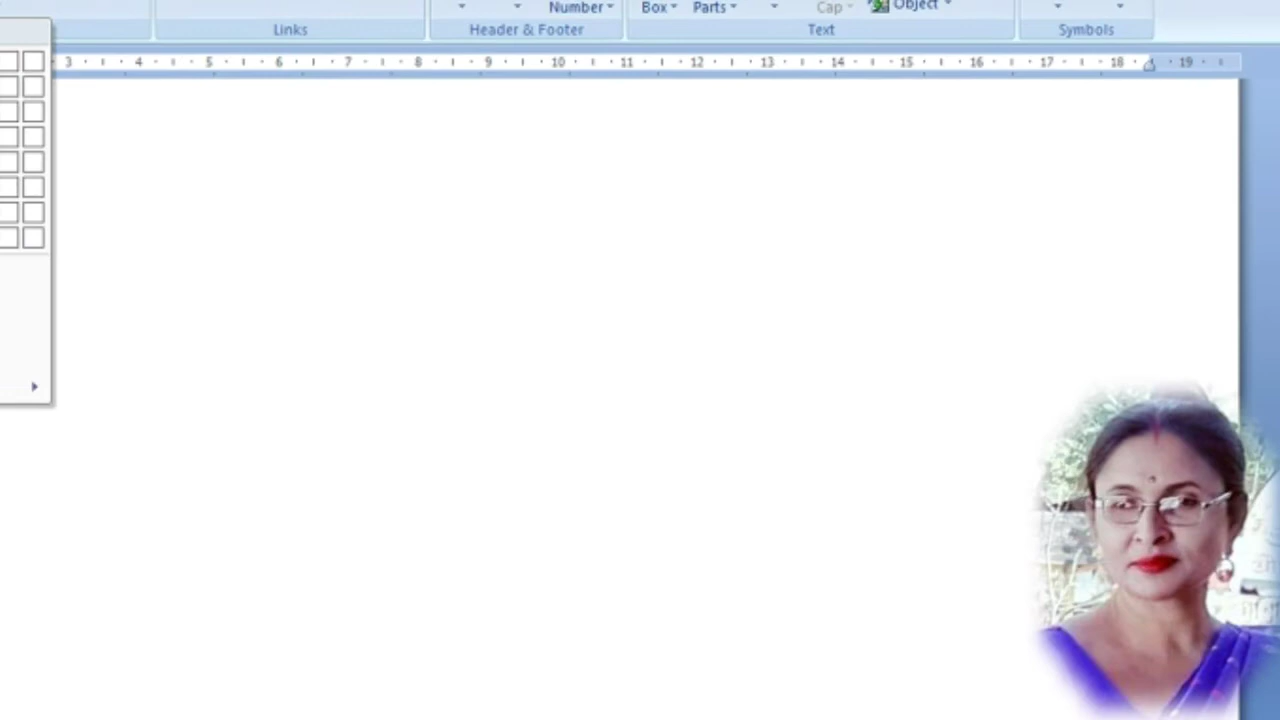 Number Box Parts Cap Object
Links Header & Footer Text Symbols
3 4 5 6 7 8 9 10 11 12 13 14 15 16 17 18 19